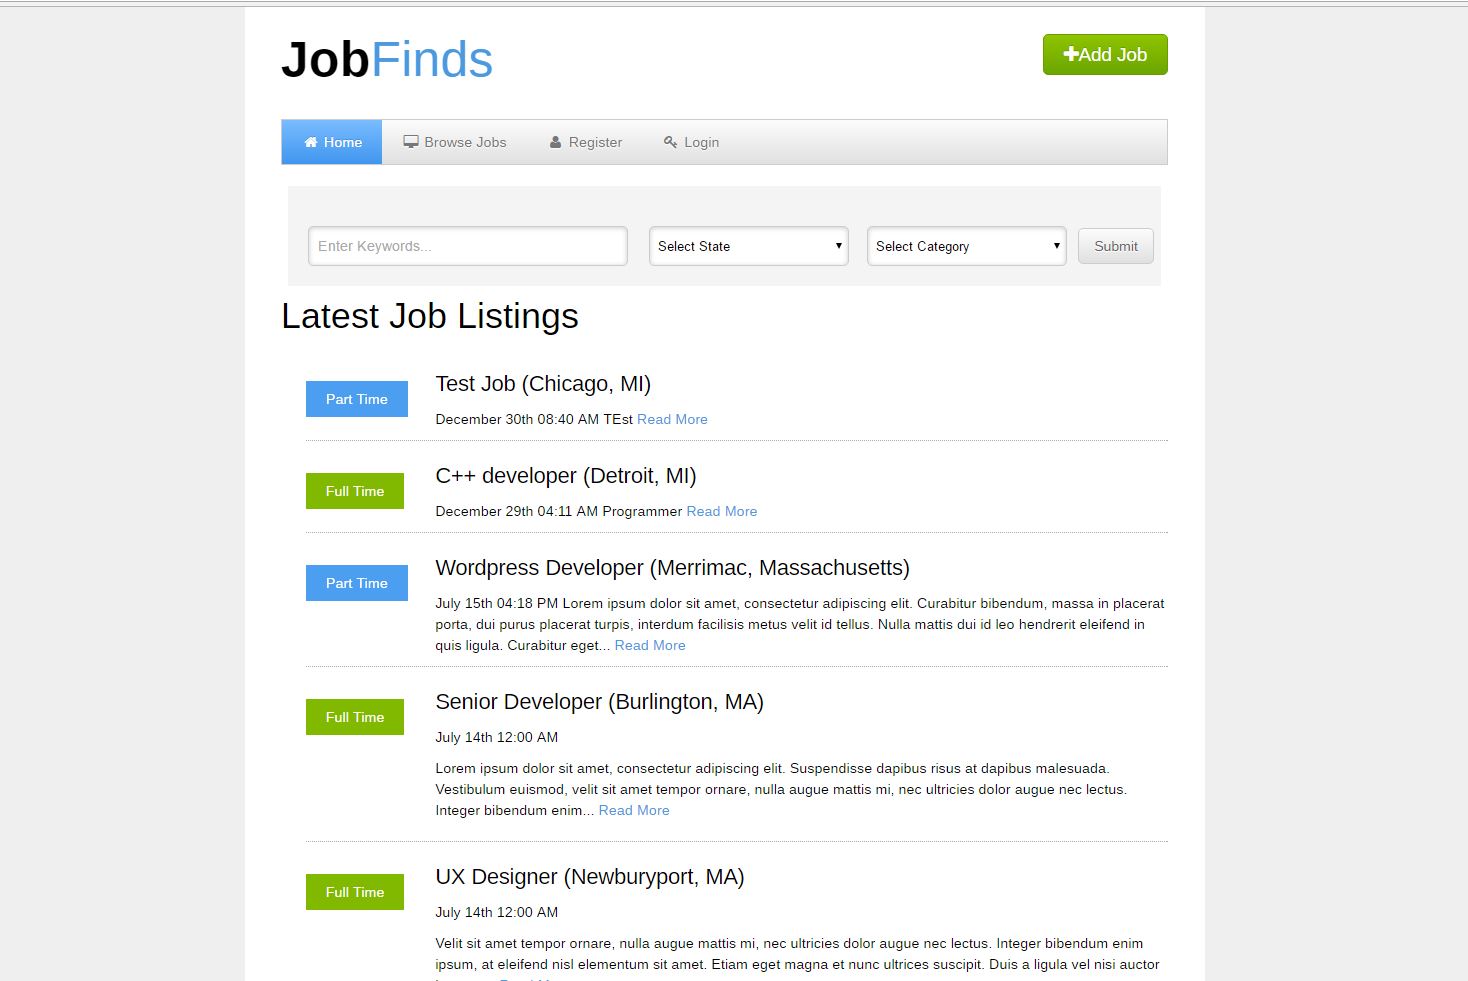 JobFinds
Add Job
Home Browse Jobs Register Login
Enter Keywords... Select State Select Category Submit
Latest Job Listings
Part Time
Test Job (Chicago, MI)
December 30th 08:40 AM TEst Read More
Full Time
C++ developer (Detroit, MI)
December 29th 04:11 AM Programmer Read More
Part Time
Wordpress Developer (Merrimac, Massachusetts)
July 15th 04:18 PM Lorem ipsum dolor sit amet, consectetur adipiscing elit. Curabitur bibendum, massa in placerat
porta, dui purus placerat turpis, interdum facilisis metus velit id tellus. Nulla mattis dui id leo hendrerit eleifend in
quis ligula. Curabitur eget... Read More
Full Time
Senior Developer (Burlington, MA)
July 14th 12:00 AM
Lorem ipsum dolor sit amet, consectetur adipiscing elit. Suspendisse dapibus risus at dapibus malesuada.
Vestibulum euismod, velit sit amet tempor ornare, nulla augue mattis mi, nec ultricies dolor augue nec lectus.
Integer bibendum enim... Read More
Full Time
UX Designer (Newburyport, MA)
July 14th 12:00 AM
Velit sit amet tempor ornare, nulla augue mattis mi, nec ultricies dolor augue nec lectus. Integer bibendum enim
ipsum, at eleifend nisl elementum sit amet. Etiam eget magna et nunc ultrices suscipit. Duis a ligula vel nisi auctor